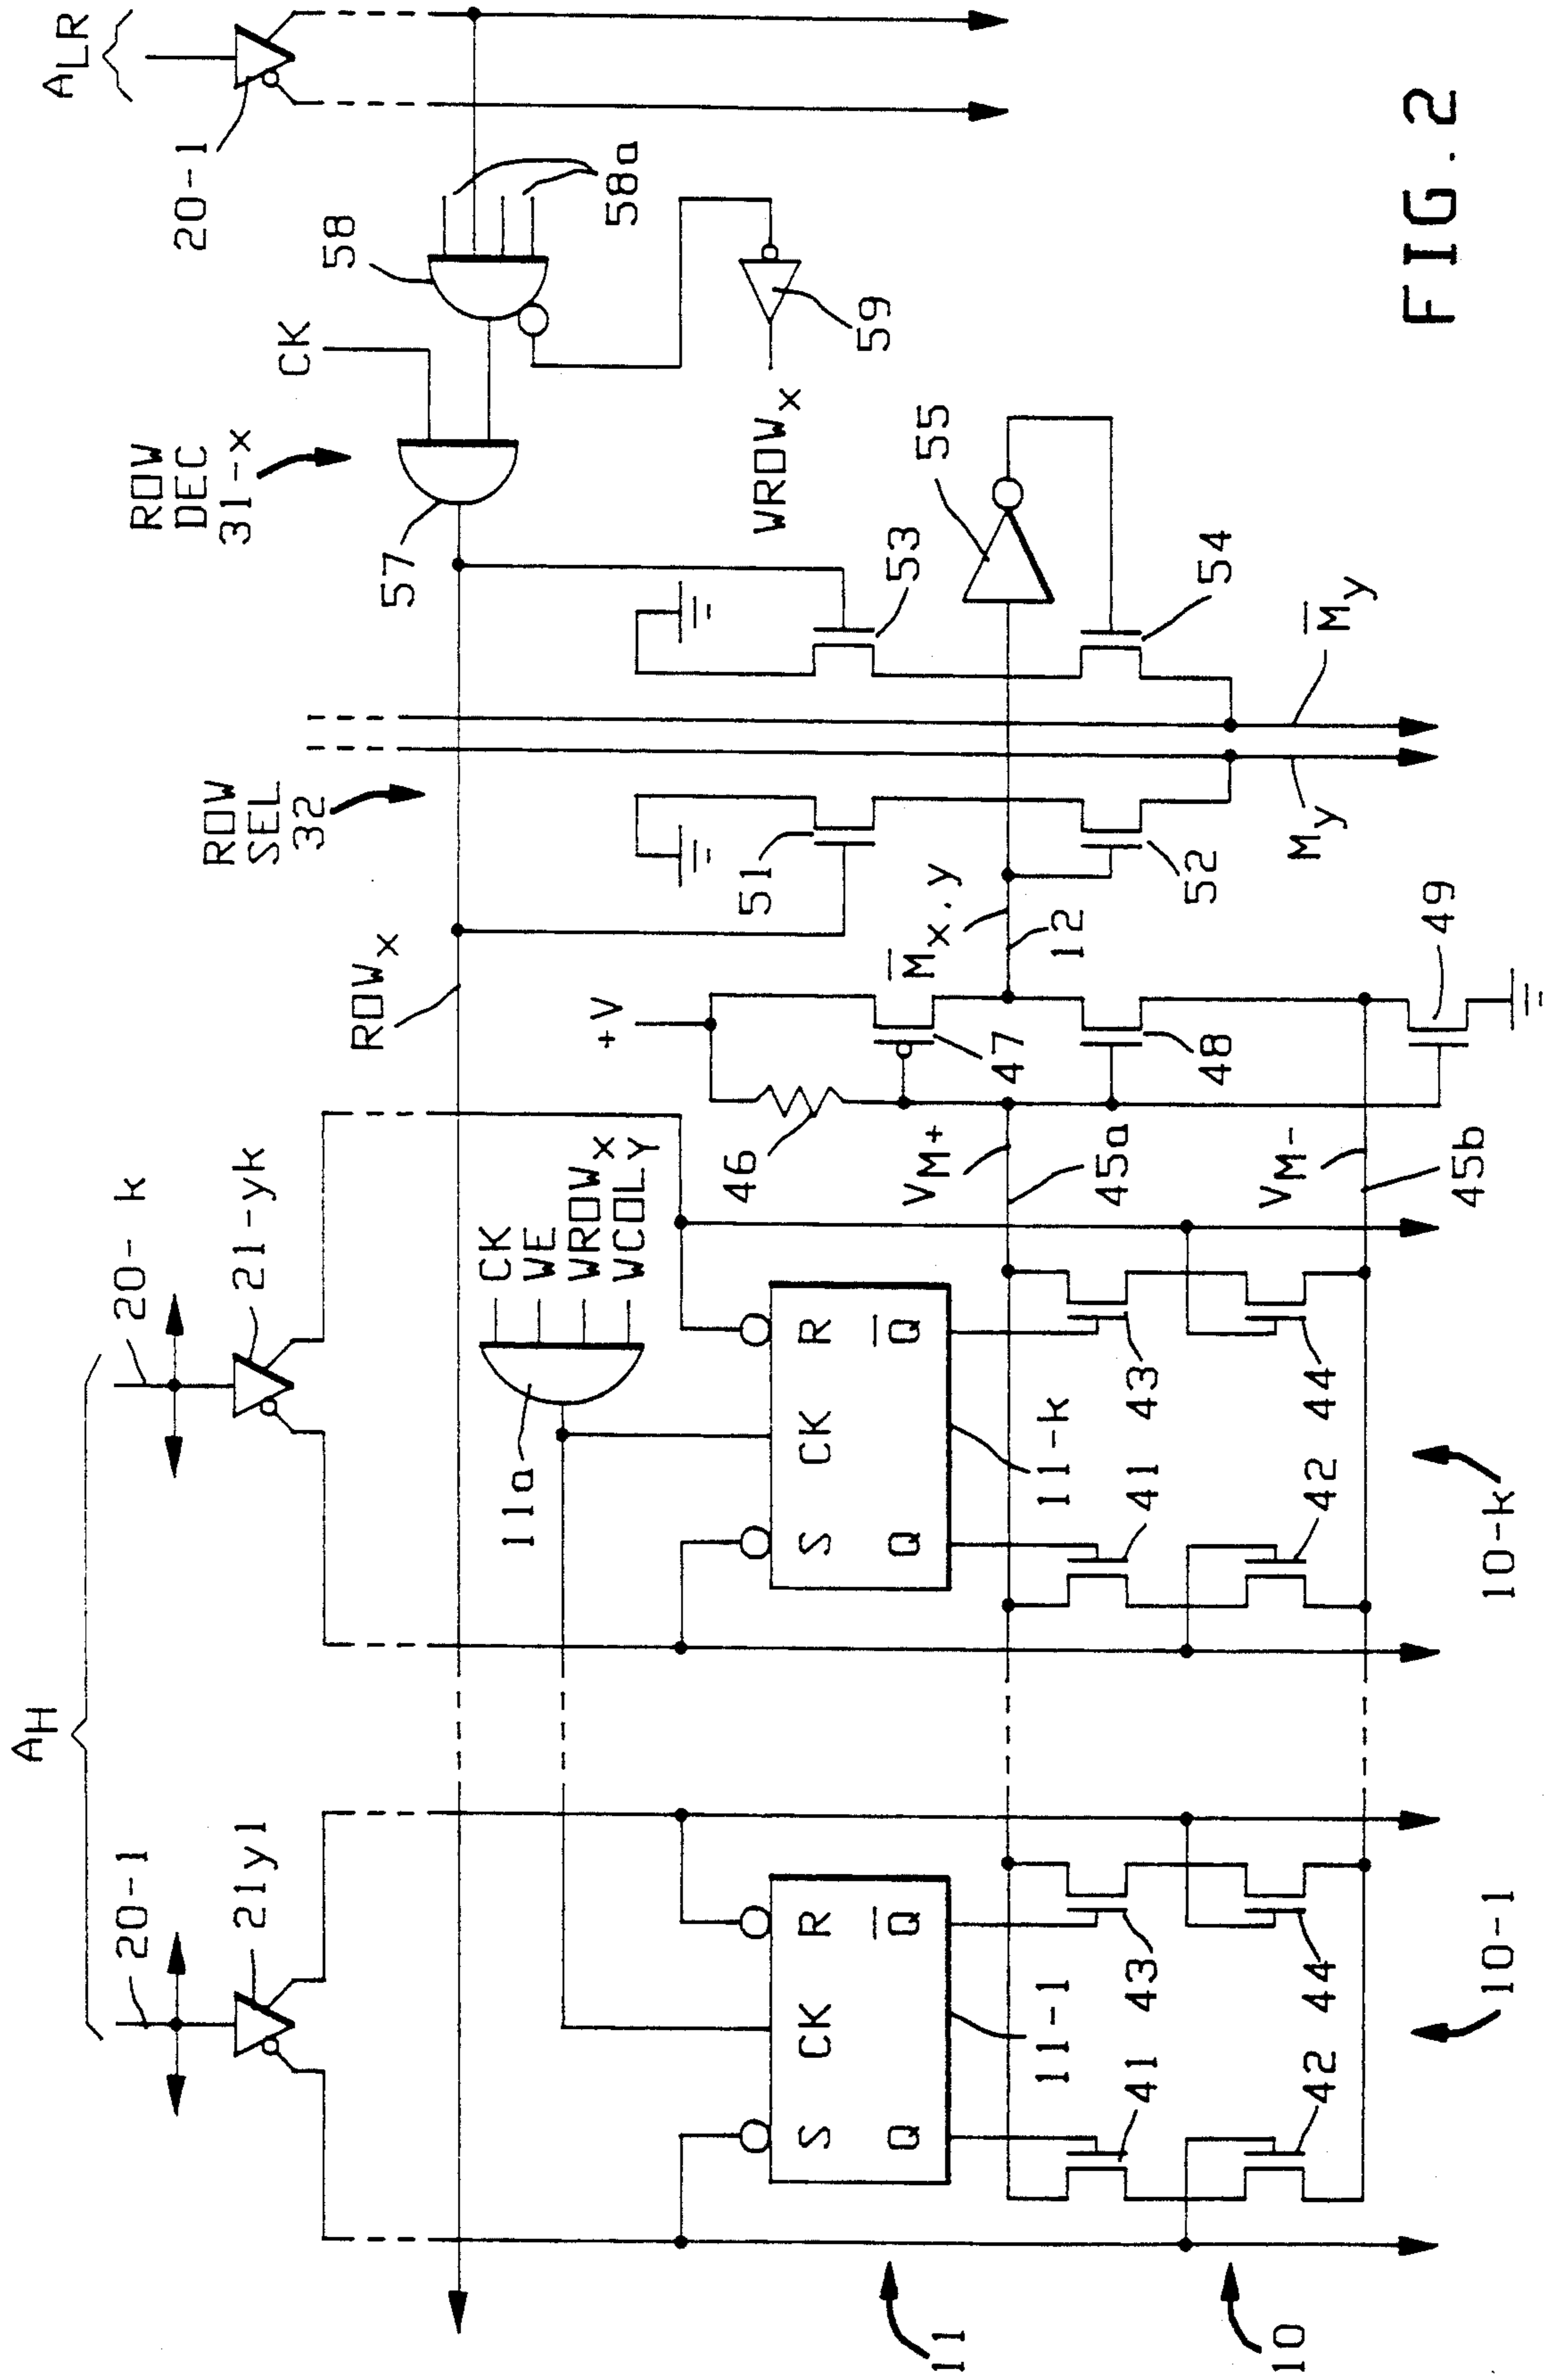 A_H
20-1
21y1
20-k
21-yk
A_LR
20-1
ROW_x
ROW
SEL
32
ROW
DEC
31-x
57
CK
58
58a
59
WROW_x
11a
CK
WE
WROW_x
WCOL_Y
S
CK
R
Q
Q̅
11-1
S
CK
R
Q
Q̅
11-k
41
42
43
44
41
42
43
44
46
+V
V_M+
45a
V_M-
45b
47
48
49
M̅_x,y
12
51
52
53
54
55
M_y
M̅_y
11
10
10-1
10-k
FIG.2